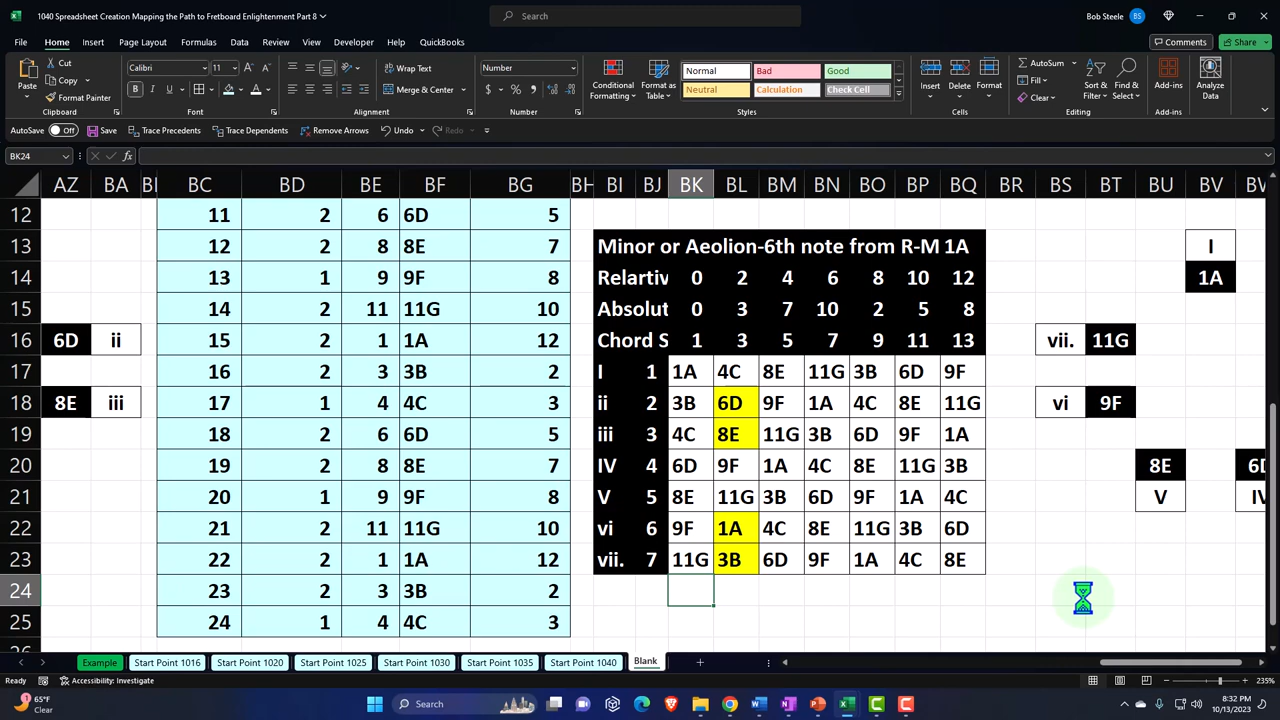 1040 Spreadsheet Creation Mapping the Path to Fretboard Enlightenment Part 8
Search
Bob Steele BS
File Home Insert Page Layout Formulas Data Review View Developer Help QuickBooks Comments Share
Paste Cut Copy Format Painter
Calibri 11 B I U
Wrap Text Merge & Center
Number
Conditional Formatting Format as Table
Normal Bad Good
Neutral Calculation Check Cell
Insert Delete Format
AutoSum Fill Clear
Sort & Filter Find & Select Add-ins Analyze Data
Clipboard Font Alignment Number Styles Cells Editing Add-ins
AutoSave Off Save Trace Precedents Trace Dependents Remove Arrows Undo Redo
BK24 fx
AZ BA BC BD BE BF BG BH BI BJ BK BL BM BN BO BP BQ BR BS BT BU BV
12 11 2 6 6D 5
13 12 2 8 8E 7 Minor or Aeolion-6th note from R-M 1A I
14 13 1 9 9F 8 Relartiv 0 2 4 6 8 10 12 1A
15 14 2 11 11G 10 Absolut 0 3 7 10 2 5 8
16 6D ii 15 2 1 1A 12 Chord S 1 3 5 7 9 11 13 vii. 11G
17 16 2 3 3B 2 I 1 1A 4C 8E 11G 3B 6D 9F
18 8E iii 17 1 4 4C 3 ii 2 3B 6D 9F 1A 4C 8E 11G vi 9F
19 18 2 6 6D 5 iii 3 4C 8E 11G 3B 6D 9F 1A
20 19 2 8 8E 7 IV 4 6D 9F 1A 4C 8E 11G 3B 8E 6D
21 20 1 9 9F 8 V 5 8E 11G 3B 6D 9F 1A 4C V IV
22 21 2 11 11G 10 vi 6 9F 1A 4C 8E 11G 3B 6D
23 22 2 1 1A 12 vii. 7 11G 3B 6D 9F 1A 4C 8E
24 23 2 3 3B 2
25 24 1 4 4C 3
Example Start Point 1016 Start Point 1020 Start Point 1025 Start Point 1030 Start Point 1035 Start Point 1040 Blank
Ready Accessibility: Investigate 235%
65°F
Clear
Search
8:32 PM
10/13/2023